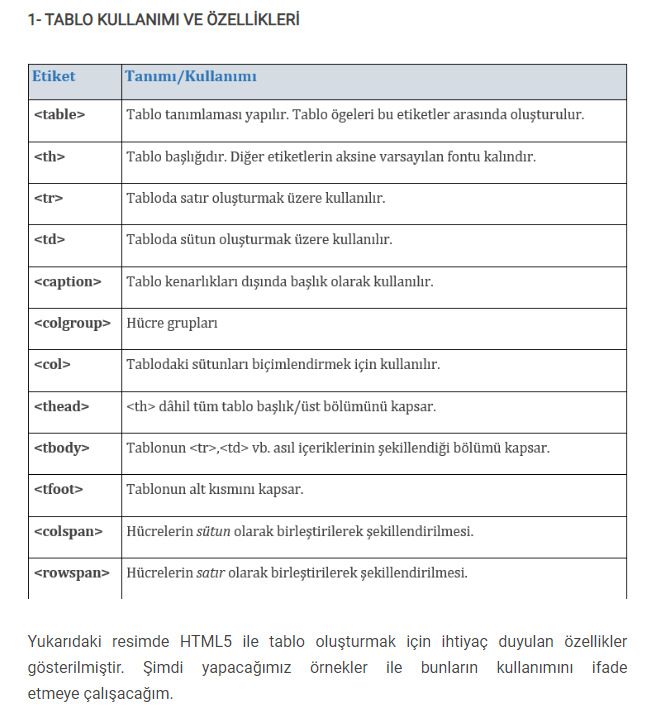 1- TABLO KULLANIMI VE ÖZELLİKLERİ
Etiket Tanımı/Kullanımı
<table> Tablo tanımlaması yapılır. Tablo ögeleri bu etiketler arasında oluşturulur.
<th> Tablo başlığıdır. Diğer etiketlerin aksine varsayılan fontu kalındır.
<tr> Tabloda satır oluşturmak üzere kullanılır.
<td> Tabloda sütun oluşturmak üzere kullanılır.
<caption> Tablo kenarlıkları dışında başlık olarak kullanılır.
<colgroup> Hücre grupları
<col> Tablodaki sütunları biçimlendirmek için kullanılır.
<thead> <th> dâhil tüm tablo başlık/üst bölümünü kapsar.
<tbody> Tablonun <tr>,<td> vb. asıl içeriklerinin şekillendiği bölümü kapsar.
<tfoot> Tablonun alt kısmını kapsar.
<colspan> Hücrelerin sütun olarak birleştirilerek şekillendirilmesi.
<rowspan> Hücrelerin satır olarak birleştirilerek şekillendirilmesi.
Yukarıdaki resimde HTML5 ile tablo oluşturmak için ihtiyaç duyulan özellikler
gösterilmiştir. Şimdi yapacağımız örnekler ile bunların kullanımını ifade
etmeye çalışacağım.